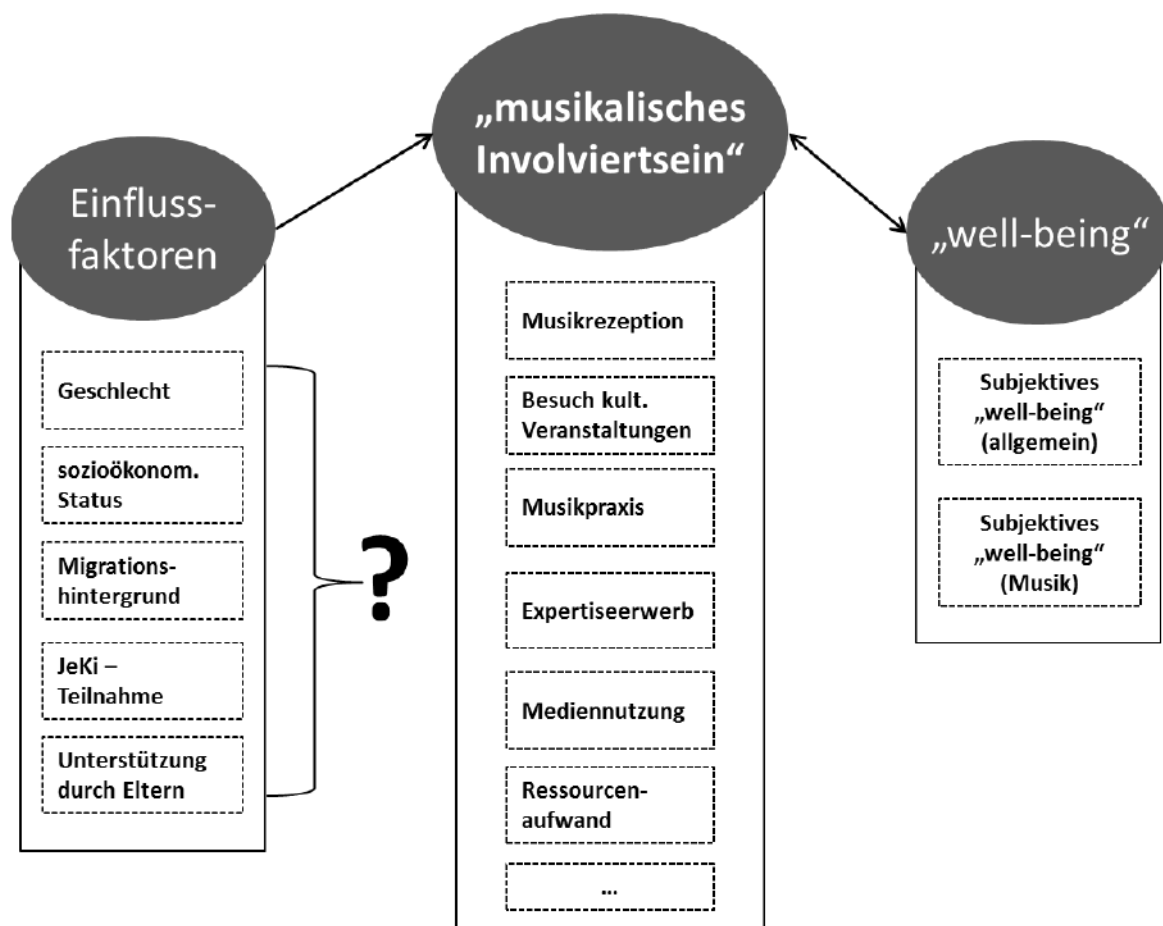 Einfluss-
faktoren
Geschlecht
sozioökonom.
Status
Migrations-
hintergrund
JeKi –
Teilnahme
Unterstützung
durch Eltern
?
„musikalisches
Involviertsein“
Musikrezeption
Besuch kult.
Veranstaltungen
Musikpraxis
Expertiseerwerb
Mediennutzung
Ressourcen-
aufwand
...
„well-being“
Subjektives
„well-being“
(allgemein)
Subjektives
„well-being“
(Musik)